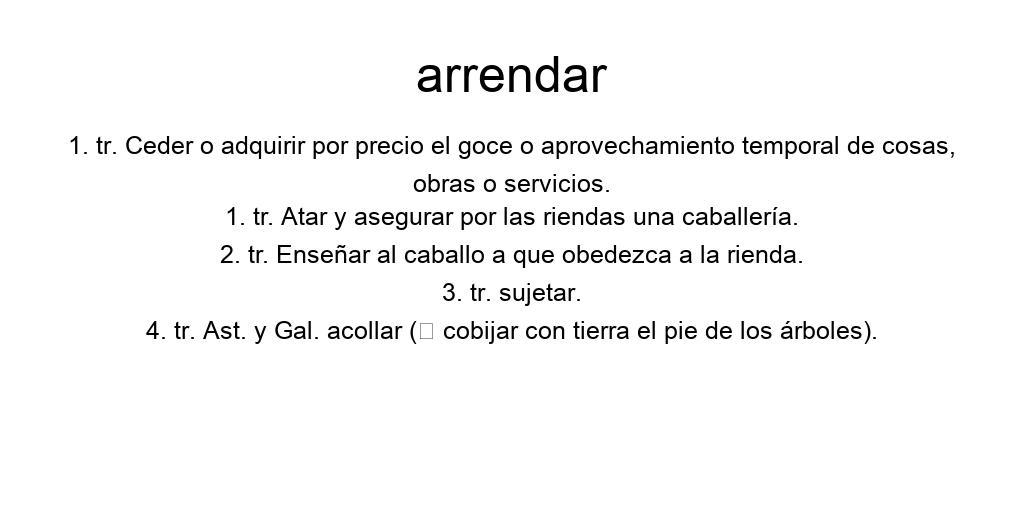 arrendar
1. tr. Ceder o adquirir por precio el goce o aprovechamiento temporal de cosas,
obras o servicios.
1. tr. Atar y asegurar por las riendas una caballería.
2. tr. Enseñar al caballo a que obedezca a la rienda.
3. tr. sujetar.
4. tr. Ast. y Gal. acollar (▯ cobijar con tierra el pie de los árboles).